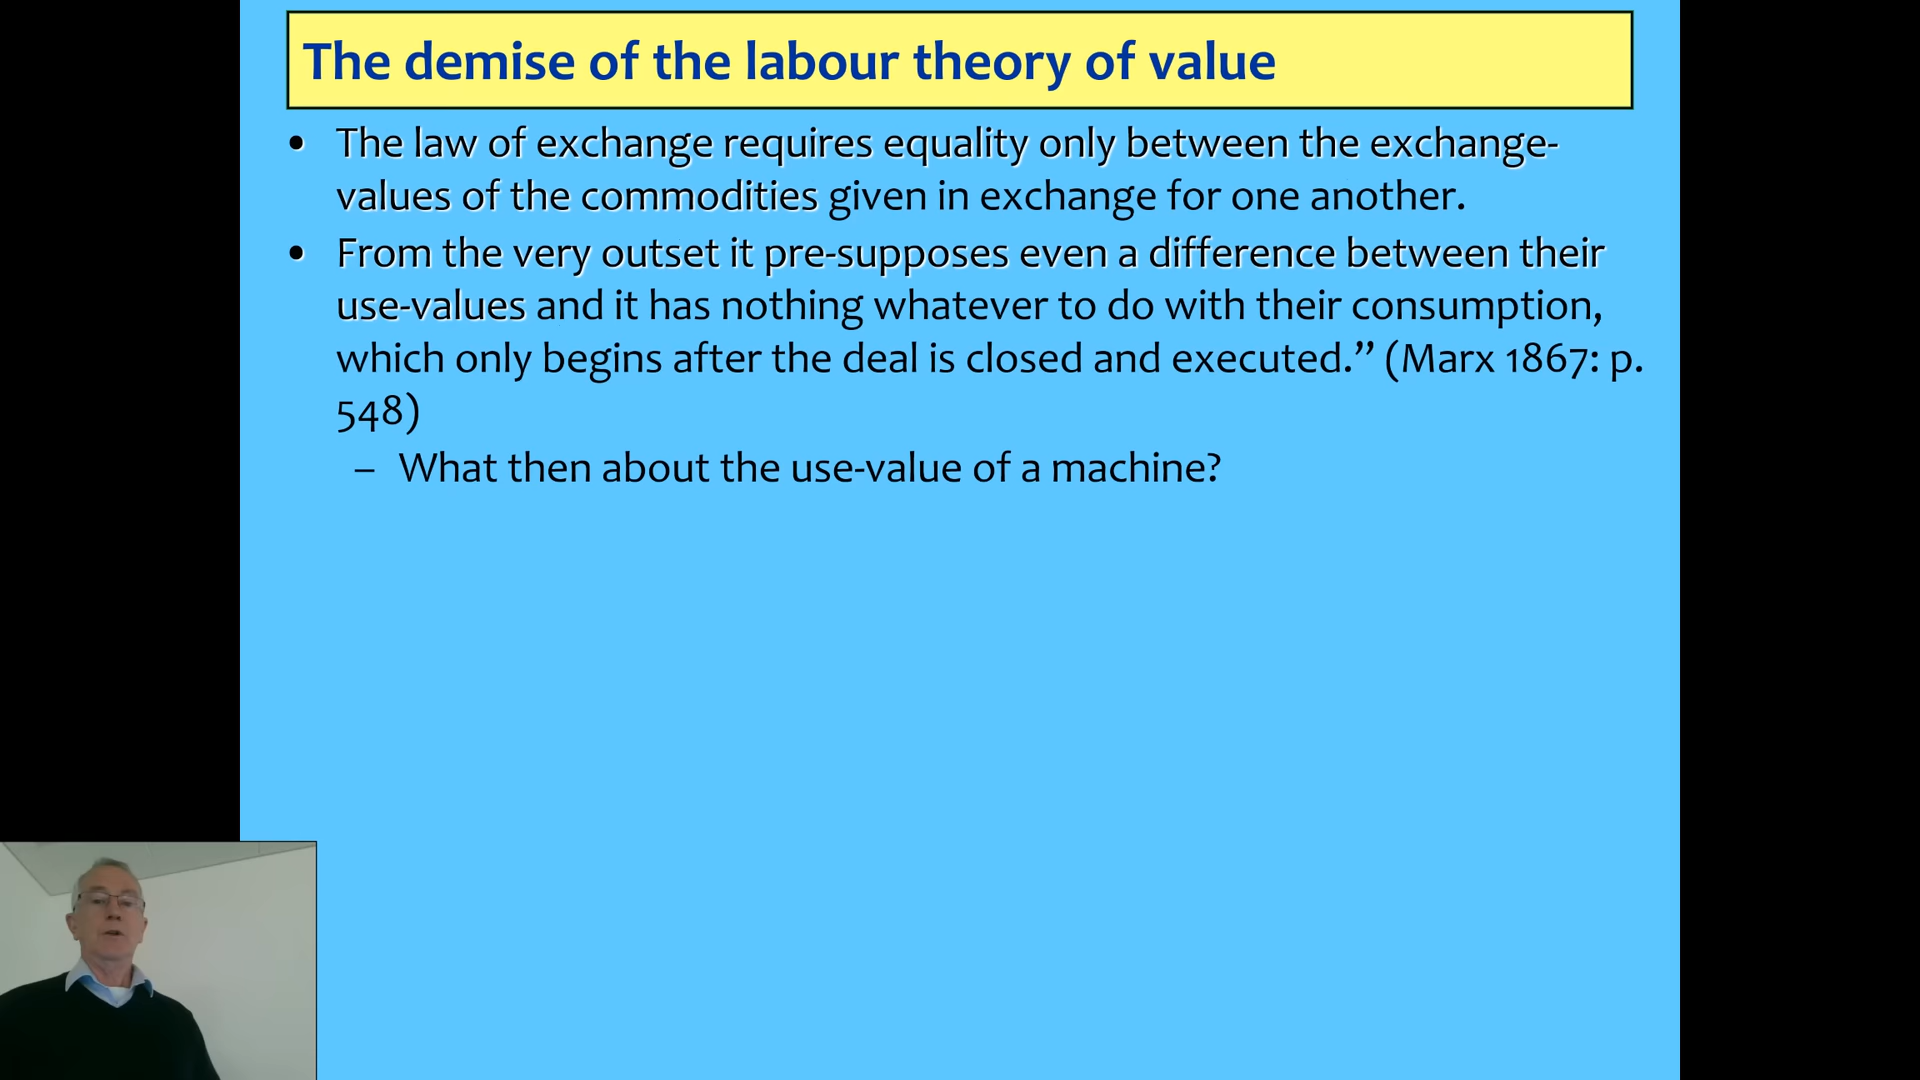 The demise of the labour theory of value
• The law of exchange requires equality only between the exchange-
values of the commodities given in exchange for one another.
• From the very outset it pre-supposes even a difference between their
use-values and it has nothing whatever to do with their consumption,
which only begins after the deal is closed and executed.” (Marx 1867: p.
548)
– What then about the use-value of a machine?